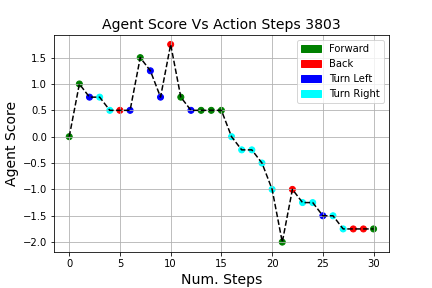 Agent Score Vs Action Steps 3803
Agent Score
1.5
1.0
0.5
0.0
−0.5
−1.0
−1.5
−2.0
Forward
Back
Turn Left
Turn Right
0 5 10 15 20 25 30
Num. Steps